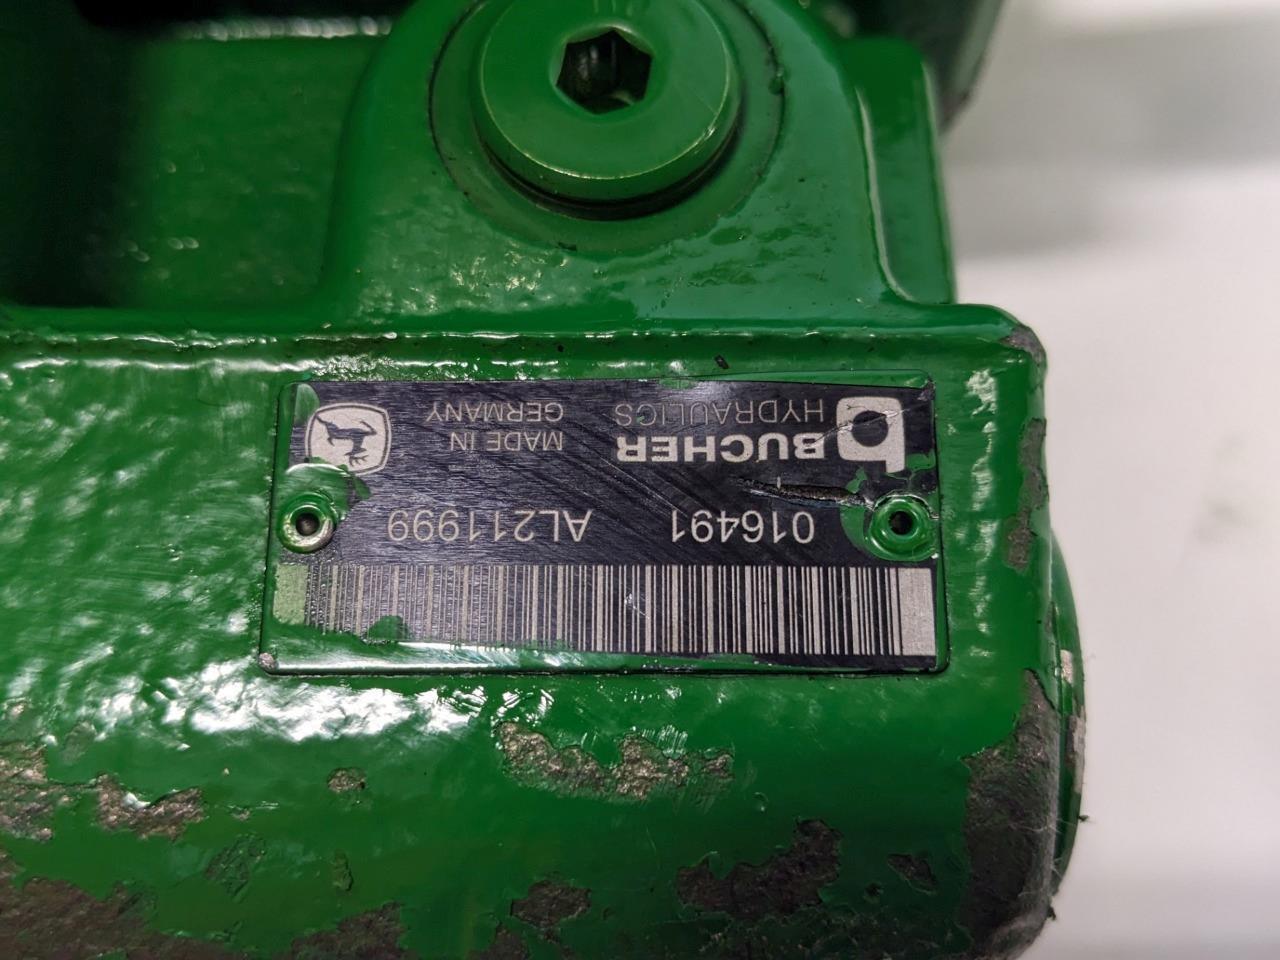 016491 AL211999
BUCHER MADE IN
HYDRAULICS GERMANY